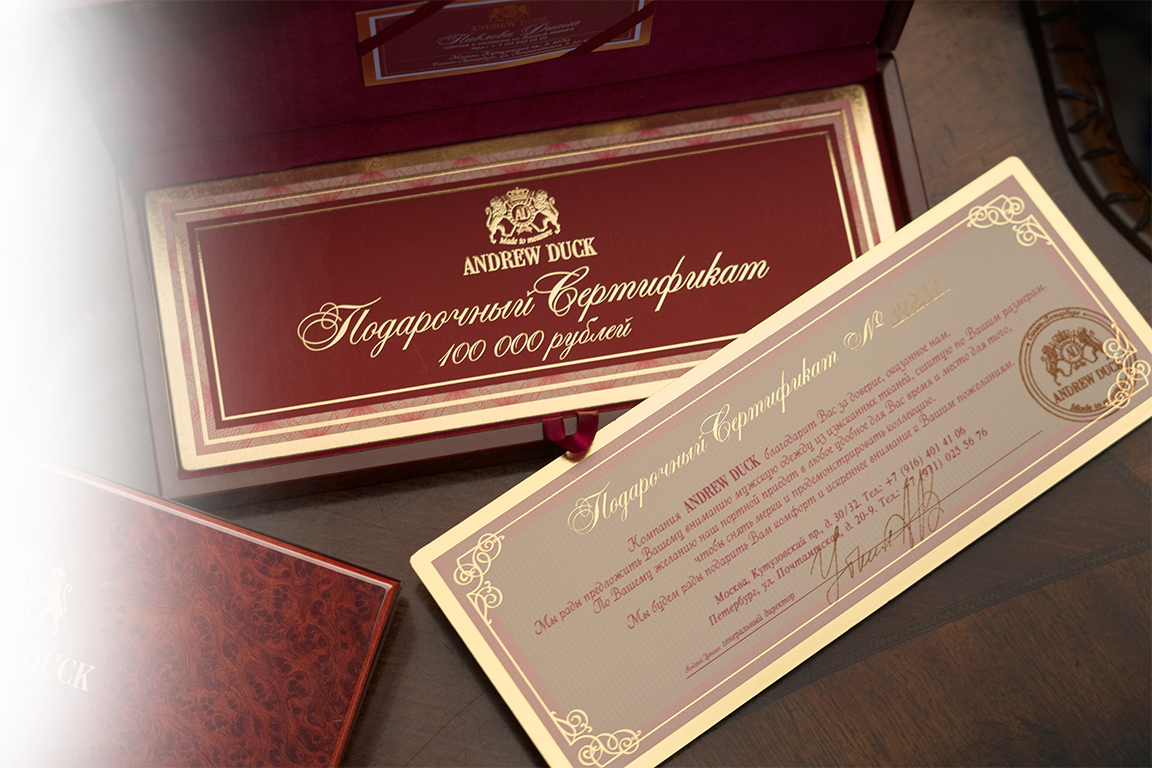 ANDREW DUCK
Made to measure
ANDREW DUCK
Подарочный Сертификат
100 000 рублей
Подарочный Сертификат №
Компания ANDREW DUCK благодарит Вас за доверие, оказанное нам.
Мы рады предложить Вашему вниманию мужскую одежду из изысканных тканей, сшитую по Вашим размерам.
По Вашему желанию наш портной приедет в любое удобное для Вас время и место для того,
чтобы снять мерки и продемонстрировать коллекцию.
Мы будем рады подарить Вам комфорт и искреннее внимание к Вашим пожеланиям.
Москва, Кутузовский пр., д. 30/32. Тел.: +7 (916) 401 41 06
Петербург, ул. Почтамтская, д. 20-9. Тел.: +7 (971) 025 56 76
генеральный директор
Санкт-Петербург
ANDREW DUCK
Made to
DUCK